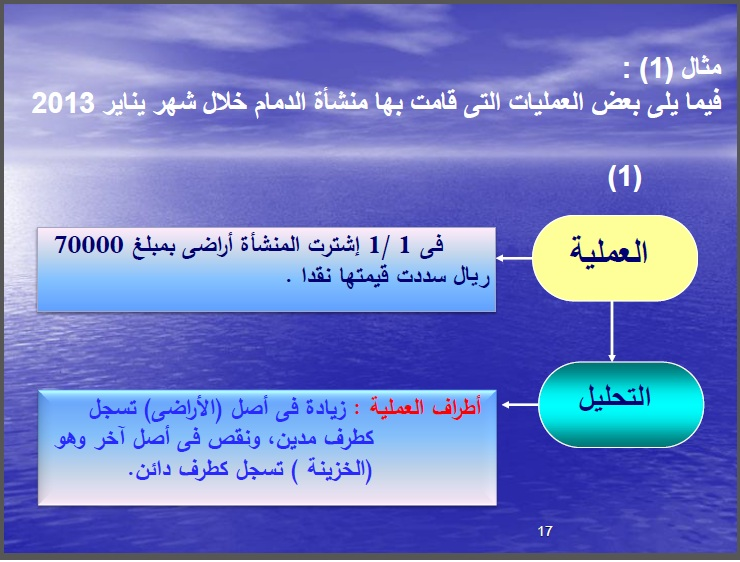 مثال (1) :
فيما يلى بعض العمليات التى قامت بها منشأة الدمام خلال شهر يناير 2013
(1)
العملية
فى 1 /1 إشترت المنشأة أراضى بمبلغ 70000
ريال سددت قيمتها نقدا .
التحليل
أطراف العملية : زيادة فى أصل (الأراضى) تسجل
كطرف مدين، ونقص فى أصل آخر وهو
(الخزينة ) تسجل كطرف دائن.
17